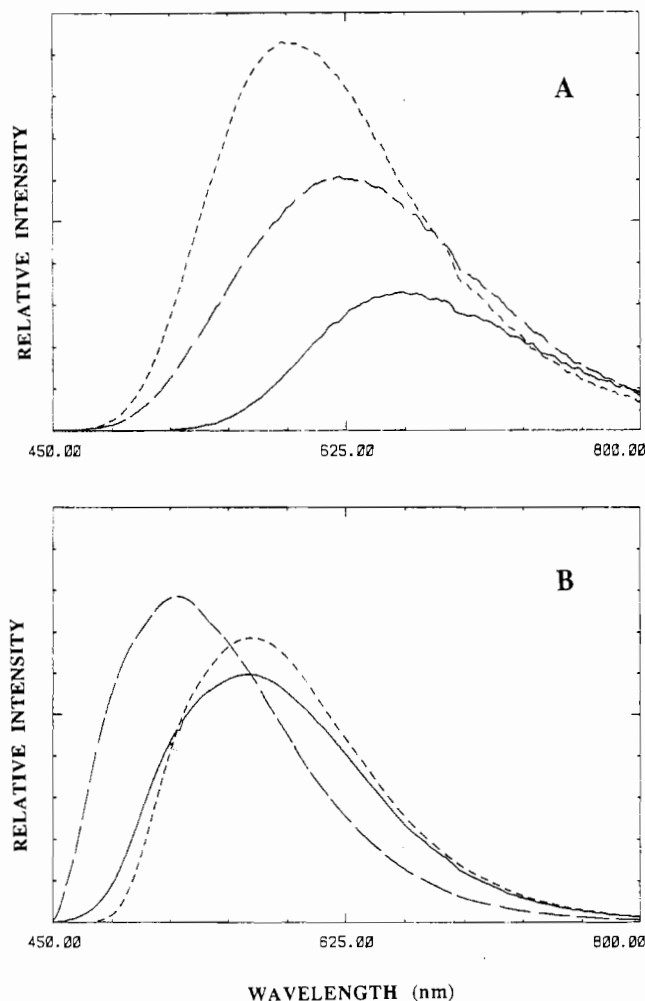 A
RELATIVE INTENSITY
450.00 625.00 800.00
B
RELATIVE INTENSITY
450.00 625.00 800.00
WAVELENGTH (nm)